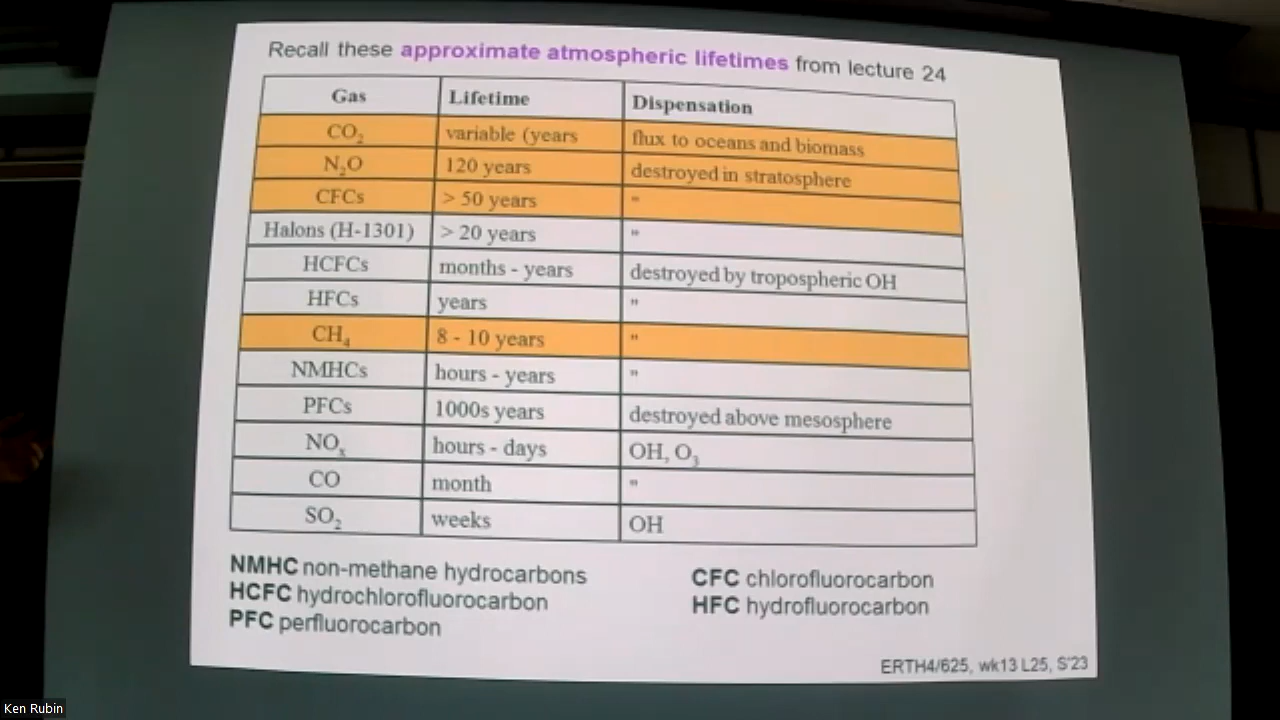 Recall these approximate atmospheric lifetimes from lecture 24
Gas Lifetime Dispensation
CO₂ variable (years flux to oceans and biomass
N₂O 120 years destroyed in stratosphere
CFCs > 50 years "
Halons (H-1301) > 20 years "
HCFCs months - years destroyed by tropospheric OH
HFCs years "
CH₄ 8 - 10 years "
NMHCs hours - years "
PFCs 1000s years destroyed above mesosphere
NOₓ hours - days OH, O₃
CO month "
SO₂ weeks OH
NMHC non-methane hydrocarbons
HCFC hydrochlorofluorocarbon
PFC perfluorocarbon
CFC chlorofluorocarbon
HFC hydrofluorocarbon
ERTH4/625, wk13 L25, S'23
Ken Rubin